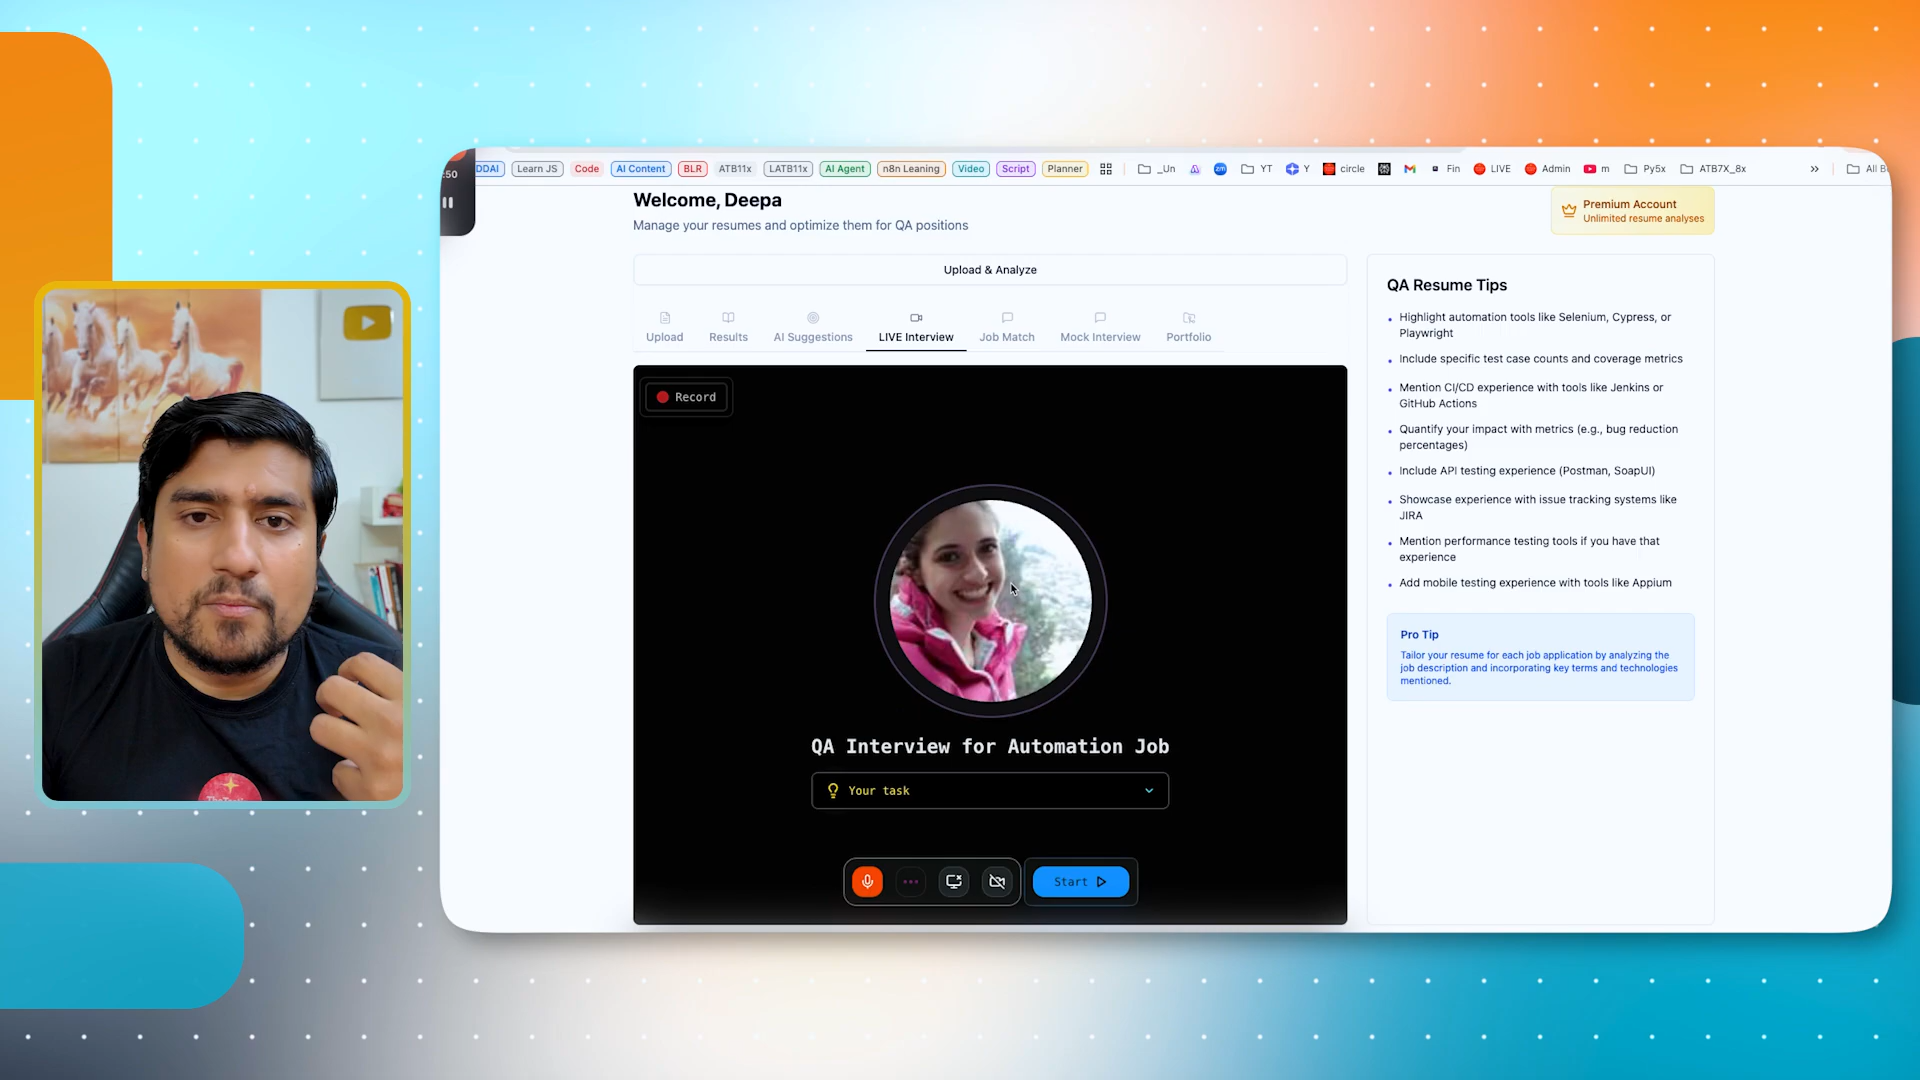 :50
DDAI
Learn JS
Code
AI Content
BLR
ATB11x
LATB11x
AI Agent
n8n Leaning
Video
Script
Planner
_Un
YT
Y
circle
Fin
LIVE
Admin
m
Py5x
ATB7X_8x
»
All B
Welcome, Deepa
Manage your resumes and optimize them for QA positions
Premium Account
Unlimited resume analyses
Upload & Analyze
Upload
Results
AI Suggestions
LIVE Interview
Job Match
Mock Interview
Portfolio
Record
QA Interview for Automation Job
Your task
Start
QA Resume Tips
• Highlight automation tools like Selenium, Cypress, or
Playwright
• Include specific test case counts and coverage metrics
• Mention CI/CD experience with tools like Jenkins or
GitHub Actions
• Quantify your impact with metrics (e.g., bug reduction
percentages)
• Include API testing experience (Postman, SoapUI)
• Showcase experience with issue tracking systems like
JIRA
• Mention performance testing tools if you have that
experience
• Add mobile testing experience with tools like Appium
Pro Tip
Tailor your resume for each job application by analyzing the
job description and incorporating key terms and technologies
mentioned.